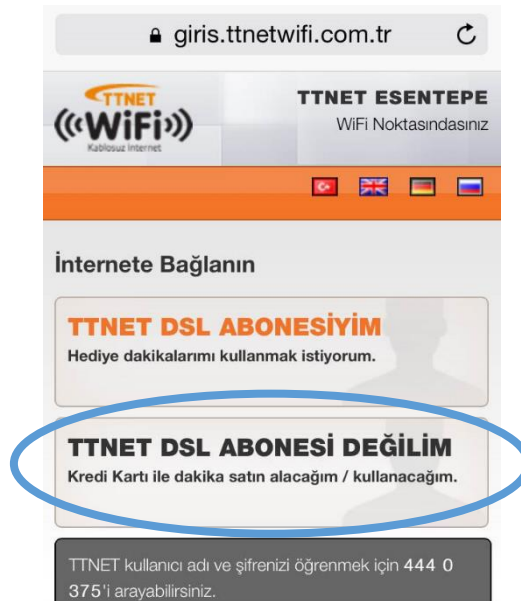 giris.ttnetwifi.com.tr
TTNET
WiFi
Kablosuz İnternet
TTNET ESENTEPE
WiFi Noktasındasınız
İnternete Bağlanın
TTNET DSL ABONESİYİM
Hediye dakikalarımı kullanmak istiyorum.
TTNET DSL ABONESİ DEĞİLİM
Kredi Kartı ile dakika satın alacağım / kullanacağım.
TTNET kullanıcı adı ve şifrenizi öğrenmek için 444 0
375'i arayabilirsiniz.